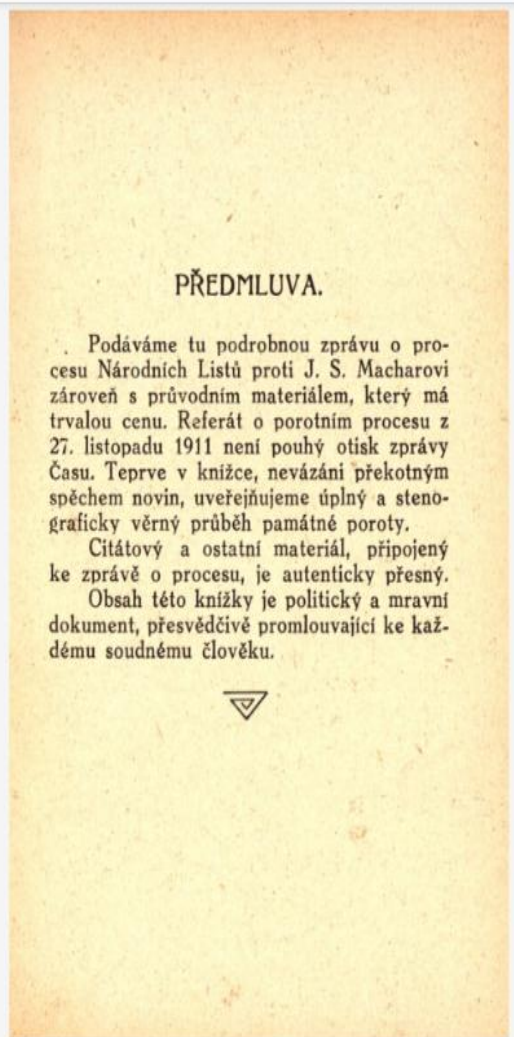 PŘEDMLUVA.
Podáváme tu podrobnou zprávu o pro-
cesu Národních Listů proti J. S. Macharovi
zároveň s průvodním materiálem, který má
trvalou cenu. Referát o porotním procesu z
27. listopadu 1911 není pouhý otisk zprávy
Času. Teprve v knížce, nevázáni překotným
spěchem novin, uveřejňujeme úplný a steno-
graficky věrný průběh památné poroty.
Citátový a ostatní materiál, připojený
ke zprávě o procesu, je autenticky přesný.
Obsah této knížky je politický a mravní
dokument, přesvědčivě promlouvající ke kaž-
dému soudnému člověku.